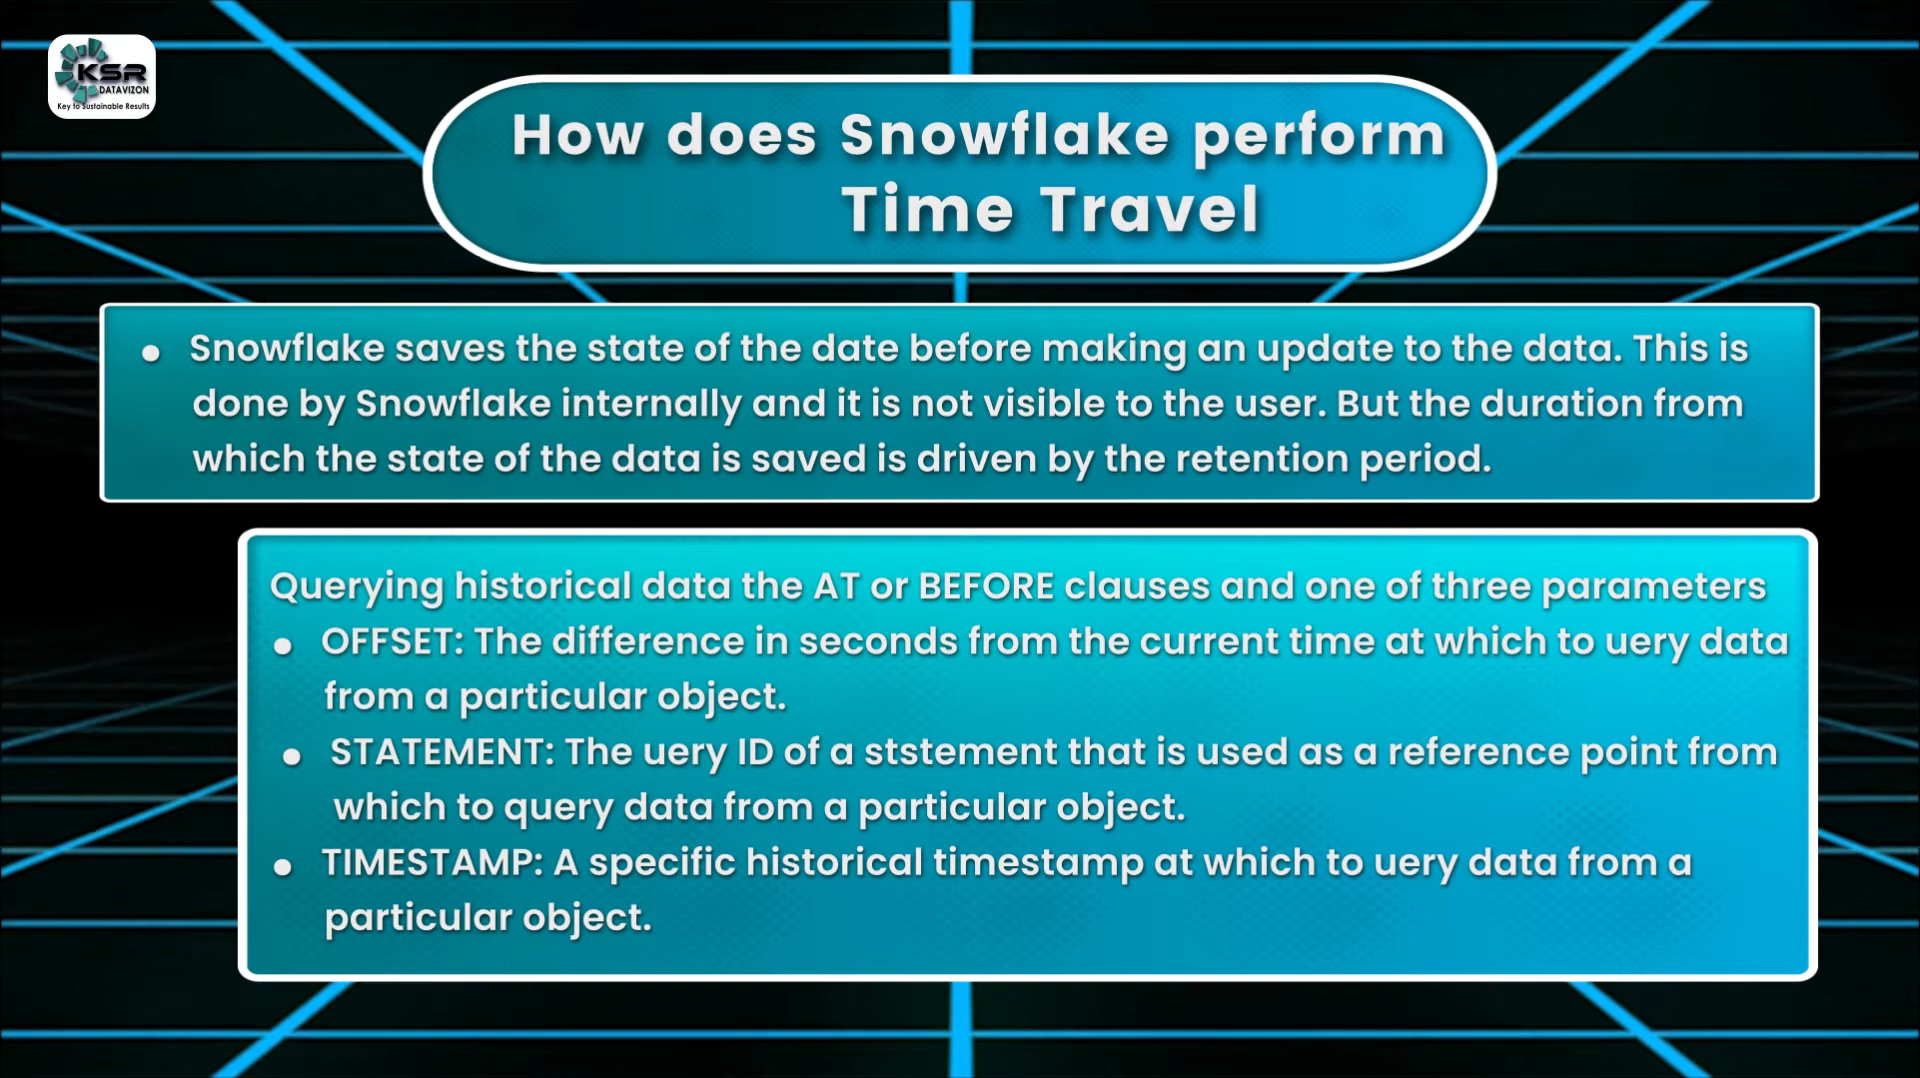 KSR
DATAVIZON
Key to Sustainable Results
How does Snowflake perform
Time Travel
• Snowflake saves the state of the date before making an update to the data. This is
done by Snowflake internally and it is not visible to the user. But the duration from
which the state of the data is saved is driven by the retention period.
Querying historical data the AT or BEFORE clauses and one of three parameters
• OFFSET: The difference in seconds from the current time at which to uery data
from a particular object.
• STATEMENT: The uery ID of a ststement that is used as a reference point from
which to query data from a particular object.
• TIMESTAMP: A specific historical timestamp at which to uery data from a
particular object.